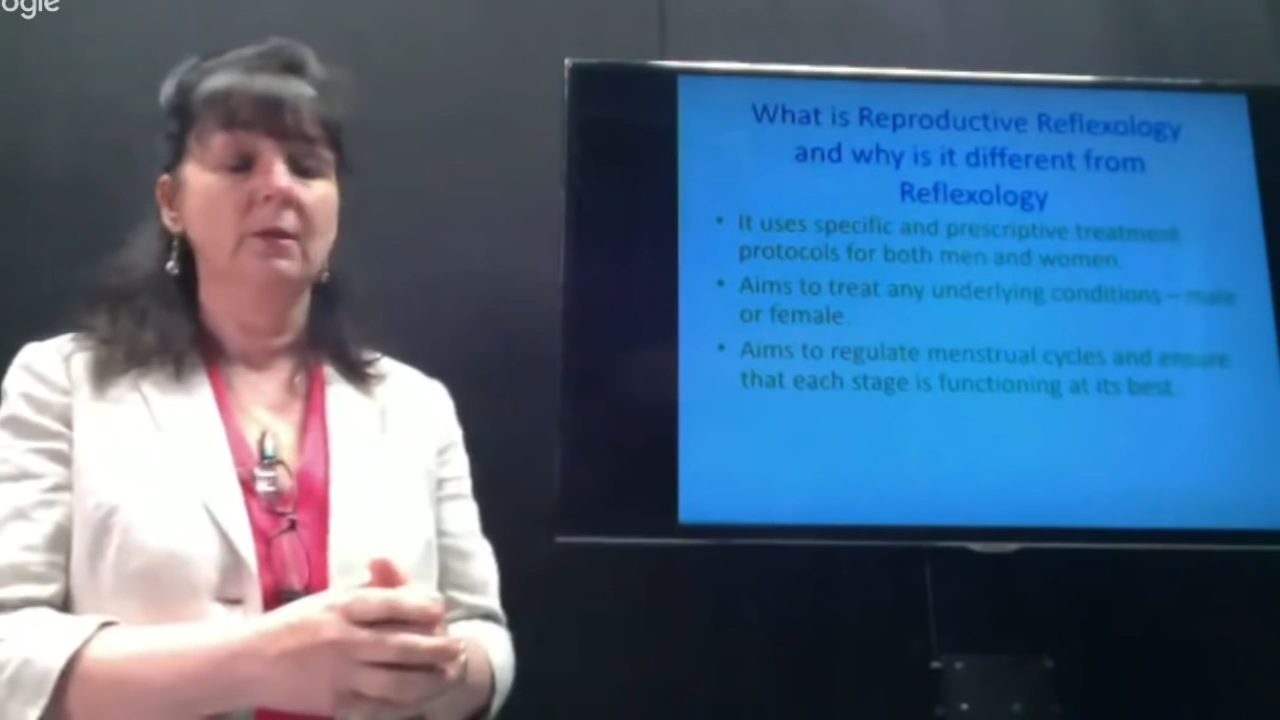 ogle
What is Reproductive Reflexology
and why is it different from
Reflexology
• It uses specific and prescriptive treatment
protocols for both men and women.
• Aims to treat any underlying conditions – male
or female.
• Aims to regulate menstrual cycles and ensure
that each stage is functioning at its best.